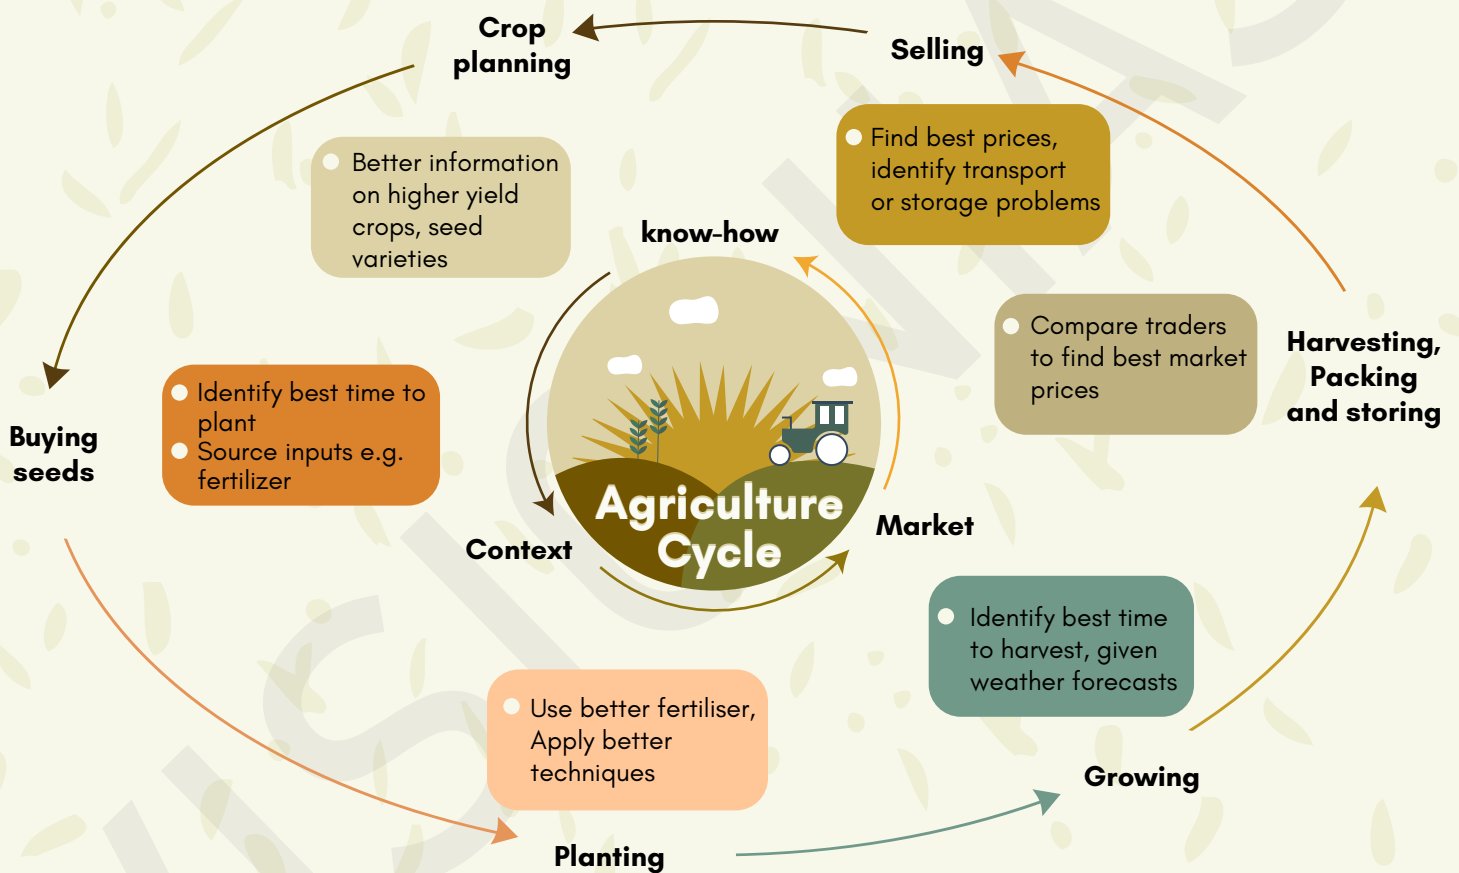 Crop
planning
Selling
Find best prices,
identify transport
or storage problems
Better information
on higher yield
crops, seed
varieties
know-how
Compare traders
to find best market
prices
Harvesting,
Packing
and storing
Identify best time to
plant
Source inputs e.g.
fertilizer
Buying
seeds
Agriculture
Cycle
Context
Market
Identify best time
to harvest, given
weather forecasts
Use better fertiliser,
Apply better
techniques
Growing
Planting